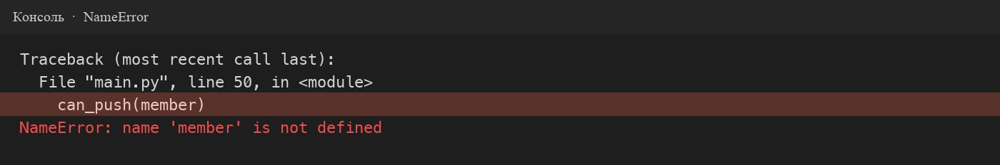 Консоль · NameError
Traceback (most recent call last):
  File "main.py", line 50, in <module>
    can_push(member)
NameError: name 'member' is not defined